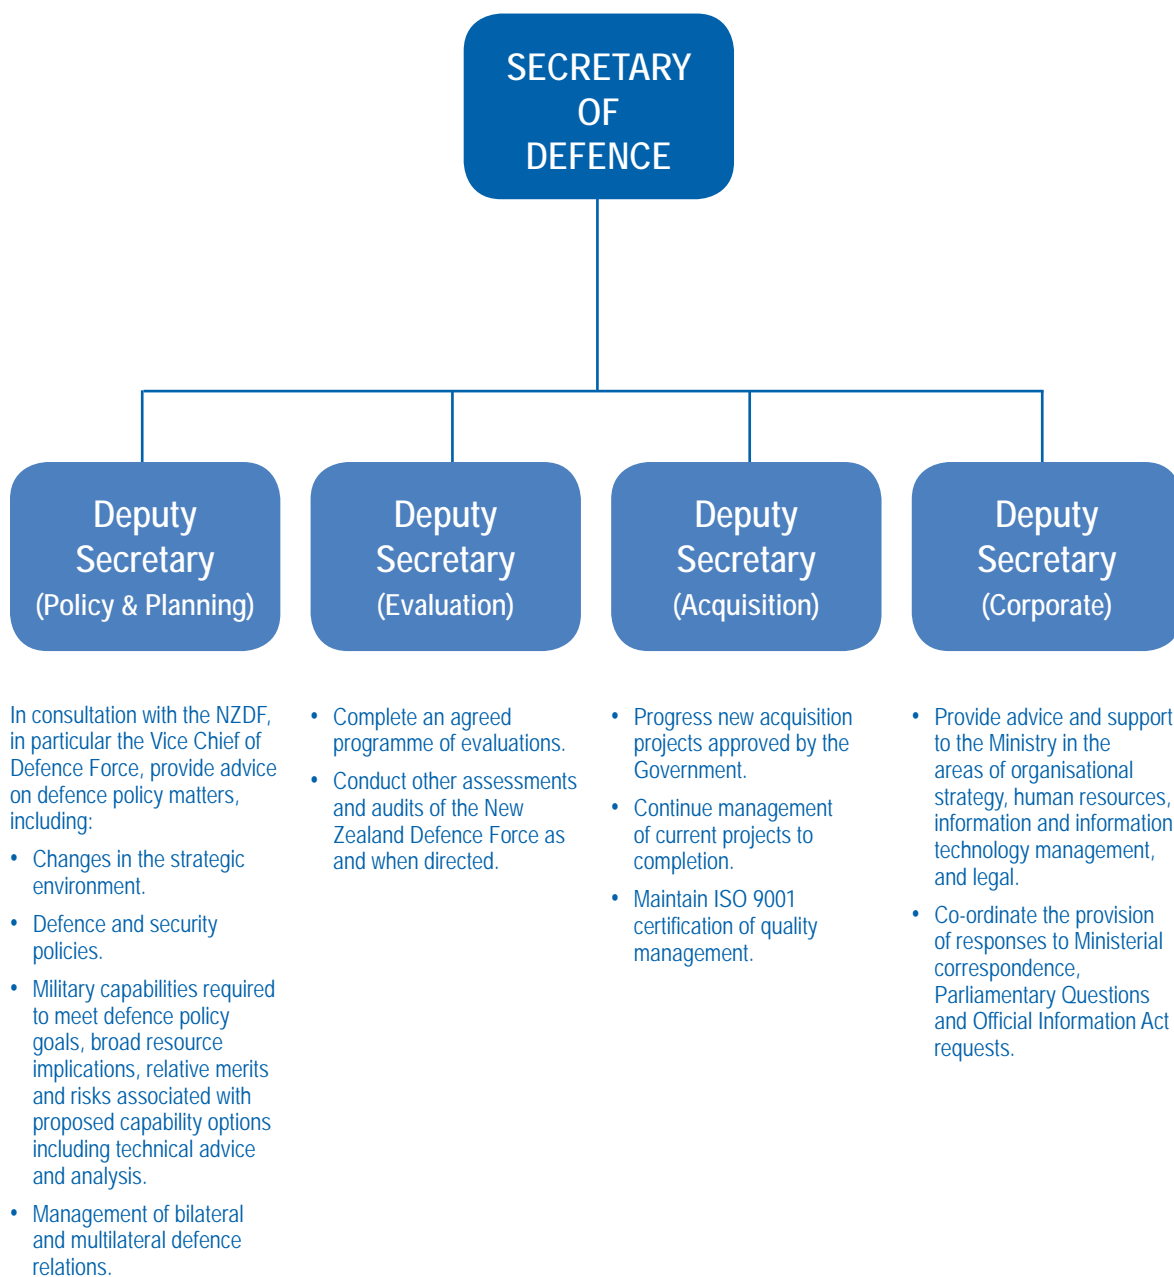 SECRETARY
OF
DEFENCE
Deputy
Secretary
(Policy & Planning)
Deputy
Secretary
(Evaluation)
Deputy
Secretary
(Acquisition)
Deputy
Secretary
(Corporate)
In consultation with the NZDF,
in particular the Vice Chief of
Defence Force, provide advice
on defence policy matters,
including:
• Changes in the strategic
environment.
• Defence and security
policies.
• Military capabilities required
to meet defence policy
goals, broad resource
implications, relative merits
and risks associated with
proposed capability options
including technical advice
and analysis.
• Management of bilateral
and multilateral defence
relations.
• Complete an agreed
programme of evaluations.
• Conduct other assessments
and audits of the New
Zealand Defence Force as
and when directed.
• Progress new acquisition
projects approved by the
Government.
• Continue management
of current projects to
completion.
• Maintain ISO 9001
certification of quality
management.
• Provide advice and support
to the Ministry in the
areas of organisational
strategy, human resources,
information and information
technology management,
and legal.
• Co-ordinate the provision
of responses to Ministerial
correspondence,
Parliamentary Questions
and Official Information Act
requests.